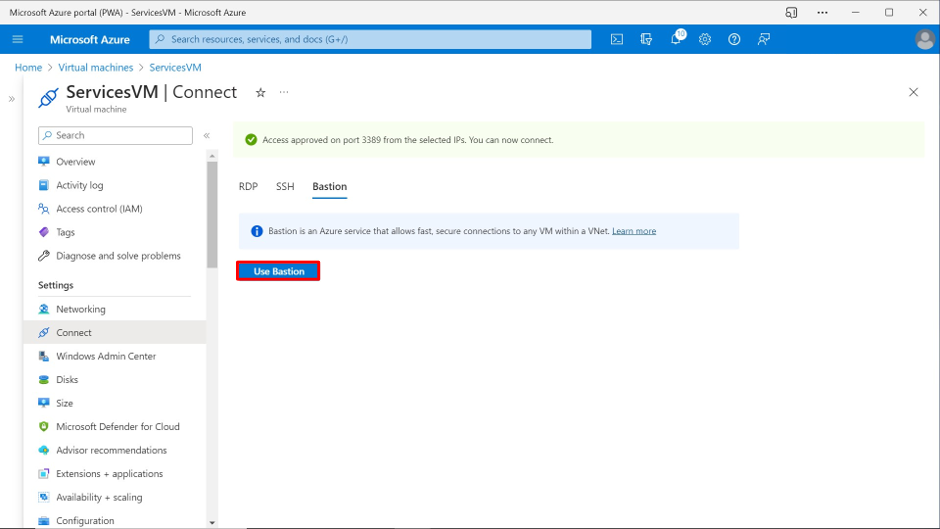 Microsoft Azure portal (PWA) - ServicesVM - Microsoft Azure
Microsoft Azure
Search resources, services, and docs (G+/)
10
Home > Virtual machines > ServicesVM
ServicesVM | Connect
Virtual machine
Search
Overview
Activity log
Access control (IAM)
Tags
Diagnose and solve problems
Settings
Networking
Connect
Windows Admin Center
Disks
Size
Microsoft Defender for Cloud
Advisor recommendations
Extensions + applications
Availability + scaling
Configuration
Access approved on port 3389 from the selected IPs. You can now connect.
RDP SSH Bastion
Bastion is an Azure service that allows fast, secure connections to any VM within a VNet. Learn more
Use Bastion